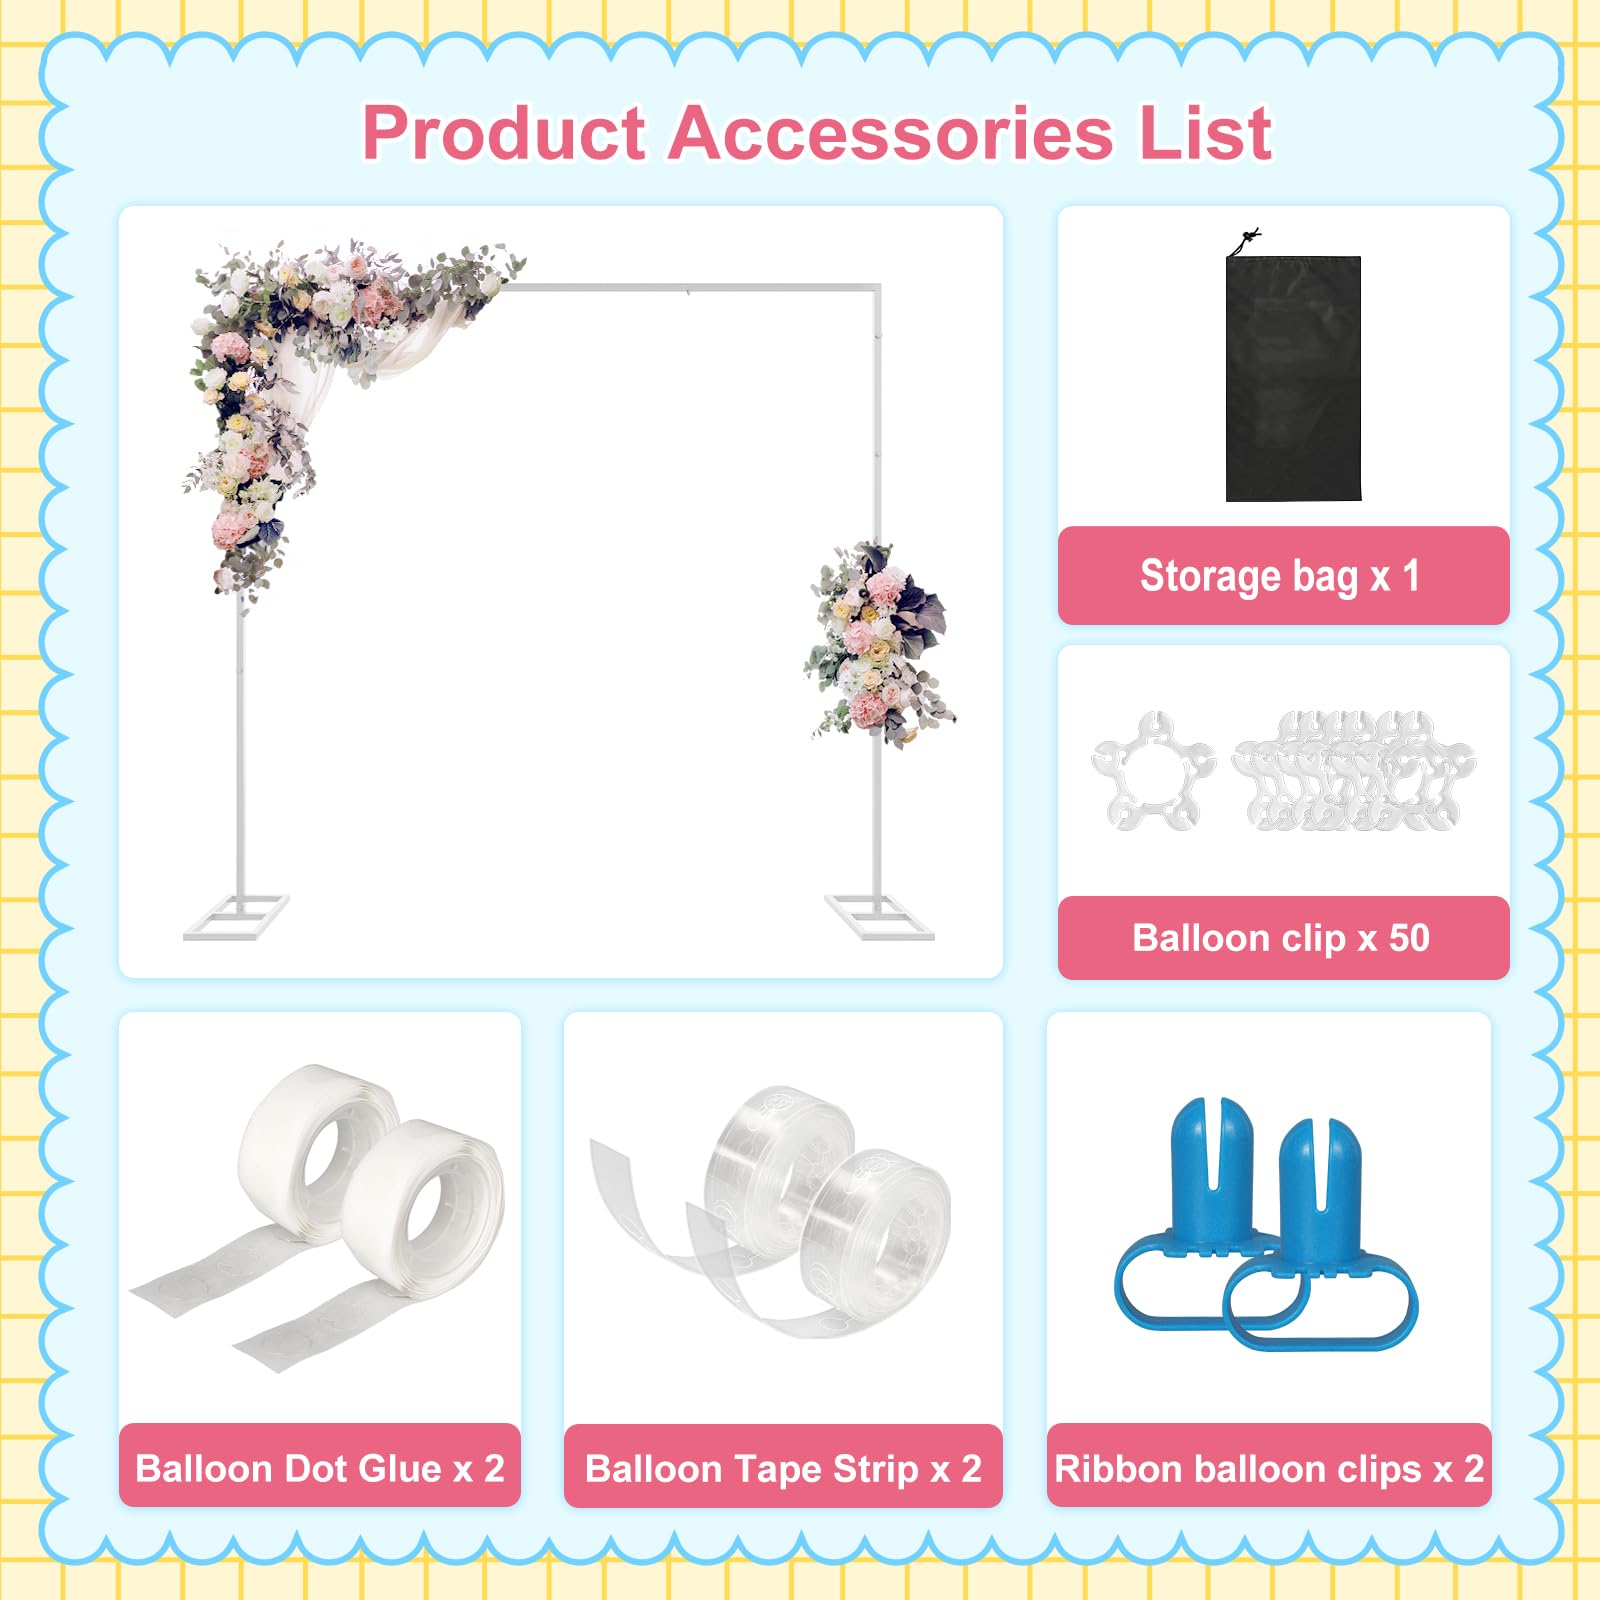 Product Accessories List
Storage bag x 1
Balloon clip x 50
Balloon Dot Glue x 2
Balloon Tape Strip x 2
Ribbon balloon clips x 2